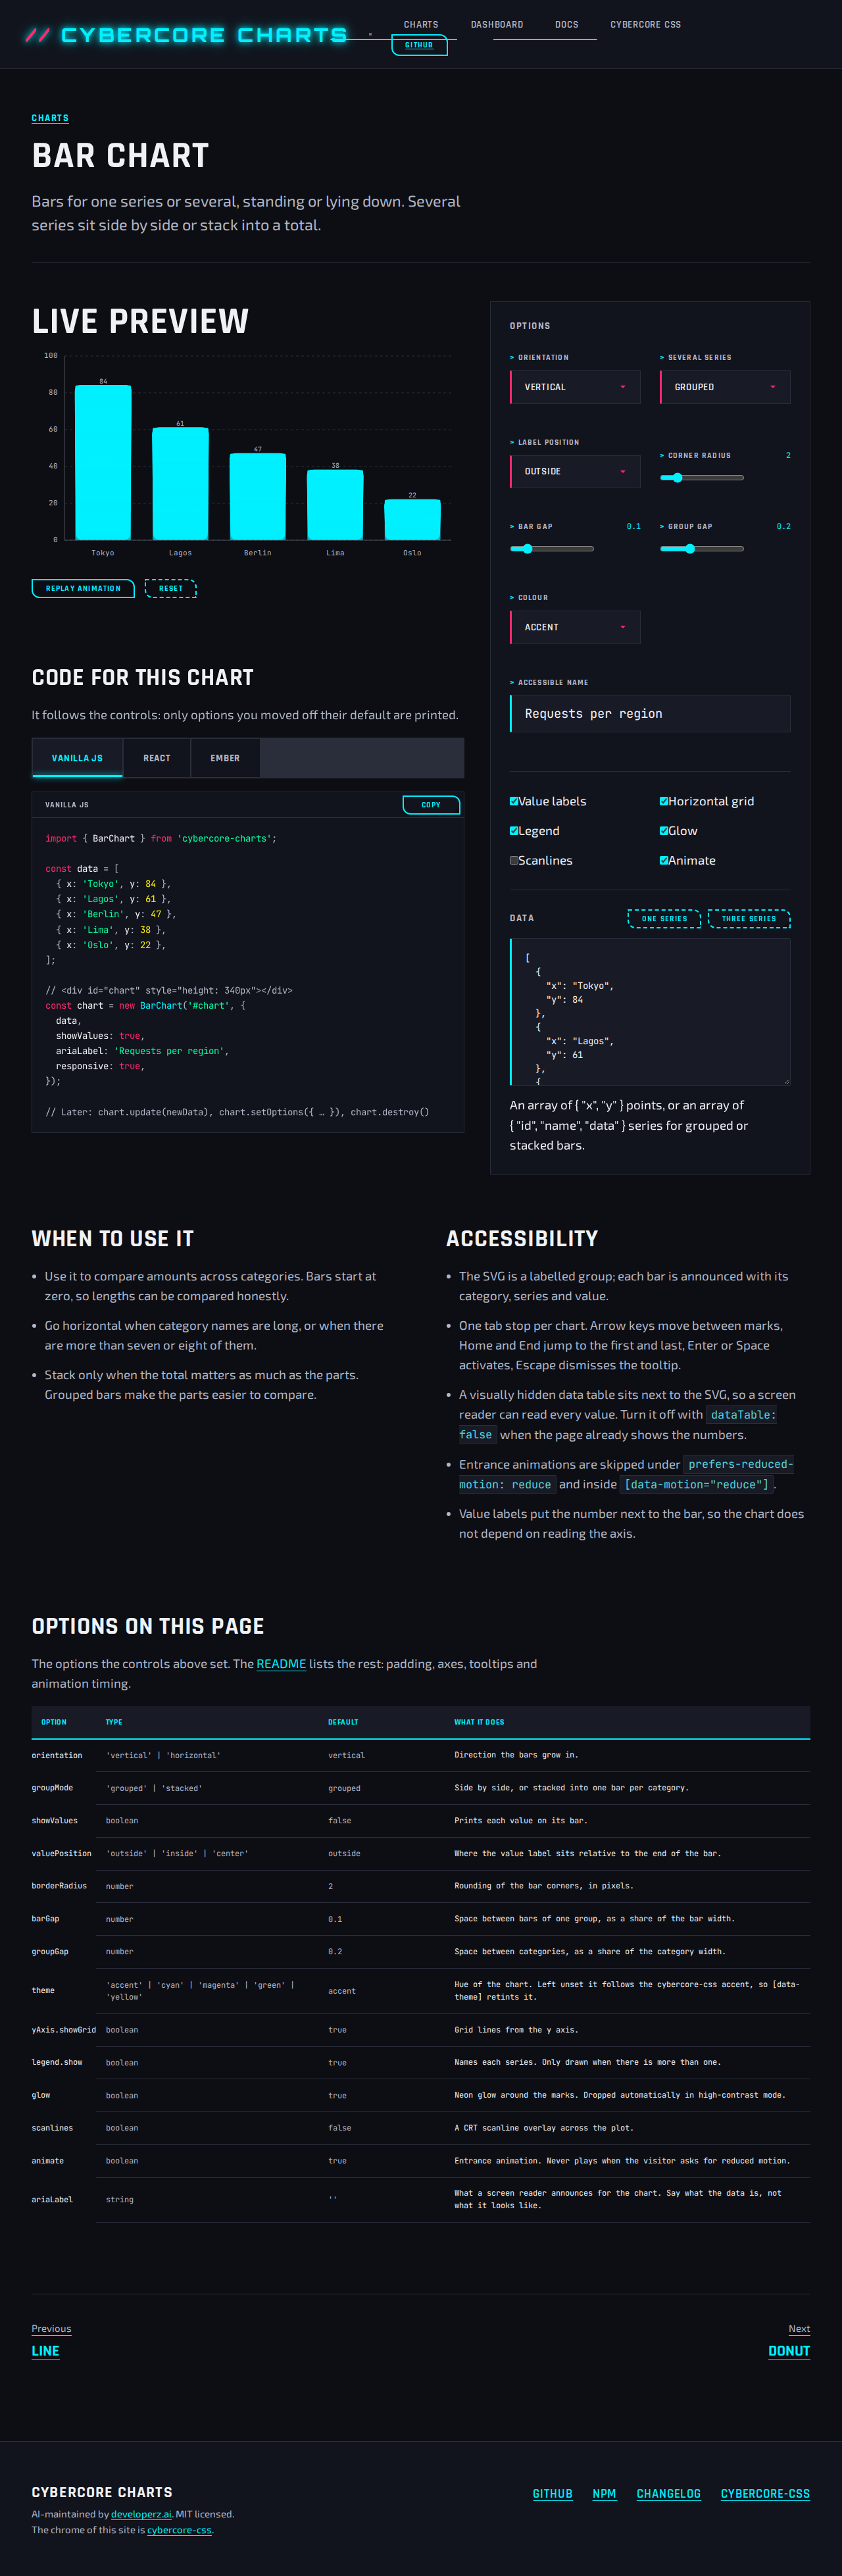 // CYBERCORE CHARTS
CHARTS
DASHBOARD
DOCS
CYBERCORE CSS
GITHUB
CHARTS
BAR CHART
Bars for one series or several, standing or lying down. Several
series sit side by side or stack into a total.
LIVE PREVIEW
100
80
60
40
20
0
84
61
47
38
22
Tokyo
Lagos
Berlin
Lima
Oslo
REPLAY ANIMATION
RESET
CODE FOR THIS CHART
It follows the controls: only options you moved off their default are printed.
VANILLA JS
REACT
EMBER
VANILLA JS
COPY
import { BarChart } from 'cybercore-charts';
const data = [
{ x: 'Tokyo', y: 84 },
{ x: 'Lagos', y: 61 },
{ x: 'Berlin', y: 47 },
{ x: 'Lima', y: 38 },
{ x: 'Oslo', y: 22 },
];
// <div id="chart" style="height: 340px"></div>
const chart = new BarChart('#chart', {
data,
showValues: true,
ariaLabel: 'Requests per region',
responsive: true,
});
// Later: chart.update(newData), chart.setOptions({ … }), chart.destroy()
OPTIONS
> ORIENTATION
VERTICAL
> SEVERAL SERIES
GROUPED
> LABEL POSITION
OUTSIDE
> CORNER RADIUS 2
> BAR GAP 0.1
> GROUP GAP 0.2
> COLOUR
ACCENT
> ACCESSIBLE NAME
Requests per region
Value labels
Horizontal grid
Legend
Glow
Scanlines
Animate
DATA
ONE SERIES
THREE SERIES
[
{
"x": "Tokyo",
"y": 84
},
{
"x": "Lagos",
"y": 61
},
{
An array of { "x", "y" } points, or an array of
{ "id", "name", "data" } series for grouped or
stacked bars.
WHEN TO USE IT
• Use it to compare amounts across categories. Bars start at
zero, so lengths can be compared honestly.
• Go horizontal when category names are long, or when there
are more than seven or eight of them.
• Stack only when the total matters as much as the parts.
Grouped bars make the parts easier to compare.
ACCESSIBILITY
• The SVG is a labelled group; each bar is announced with its
category, series and value.
• One tab stop per chart. Arrow keys move between marks,
Home and End jump to the first and last, Enter or Space
activates, Escape dismisses the tooltip.
• A visually hidden data table sits next to the SVG, so a screen
reader can read every value. Turn it off with dataTable:
false when the page already shows the numbers.
• Entrance animations are skipped under prefers-reduced-
motion: reduce and inside [data-motion="reduce"].
• Value labels put the number next to the bar, so the chart does
not depend on reading the axis.
OPTIONS ON THIS PAGE
The options the controls above set. The README lists the rest: padding, axes, tooltips and
animation timing.
OPTION TYPE DEFAULT WHAT IT DOES
orientation 'vertical' | 'horizontal' vertical Direction the bars grow in.
groupMode 'grouped' | 'stacked' grouped Side by side, or stacked into one bar per category.
showValues boolean false Prints each value on its bar.
valuePosition 'outside' | 'inside' | 'center' outside Where the value label sits relative to the end of the bar.
borderRadius number 2 Rounding of the bar corners, in pixels.
barGap number 0.1 Space between bars of one group, as a share of the bar width.
groupGap number 0.2 Space between categories, as a share of the category width.
theme 'accent' | 'cyan' | 'magenta' | 'green' | 'yellow' accent Hue of the chart. Left unset it follows the cybercore-css accent, so [data-
theme] retints it.
yAxis.showGrid boolean true Grid lines from the y axis.
legend.show boolean true Names each series. Only drawn when there is more than one.
glow boolean true Neon glow around the marks. Dropped automatically in high-contrast mode.
scanlines boolean false A CRT scanline overlay across the plot.
animate boolean true Entrance animation. Never plays when the visitor asks for reduced motion.
ariaLabel string '' What a screen reader announces for the chart. Say what the data is, not
what it looks like.
Previous
LINE
Next
DONUT
CYBERCORE CHARTS
AI-maintained by developerz.ai. MIT licensed.
The chrome of this site is cybercore-css.
GITHUB
NPM
CHANGELOG
CYBERCORE-CSS